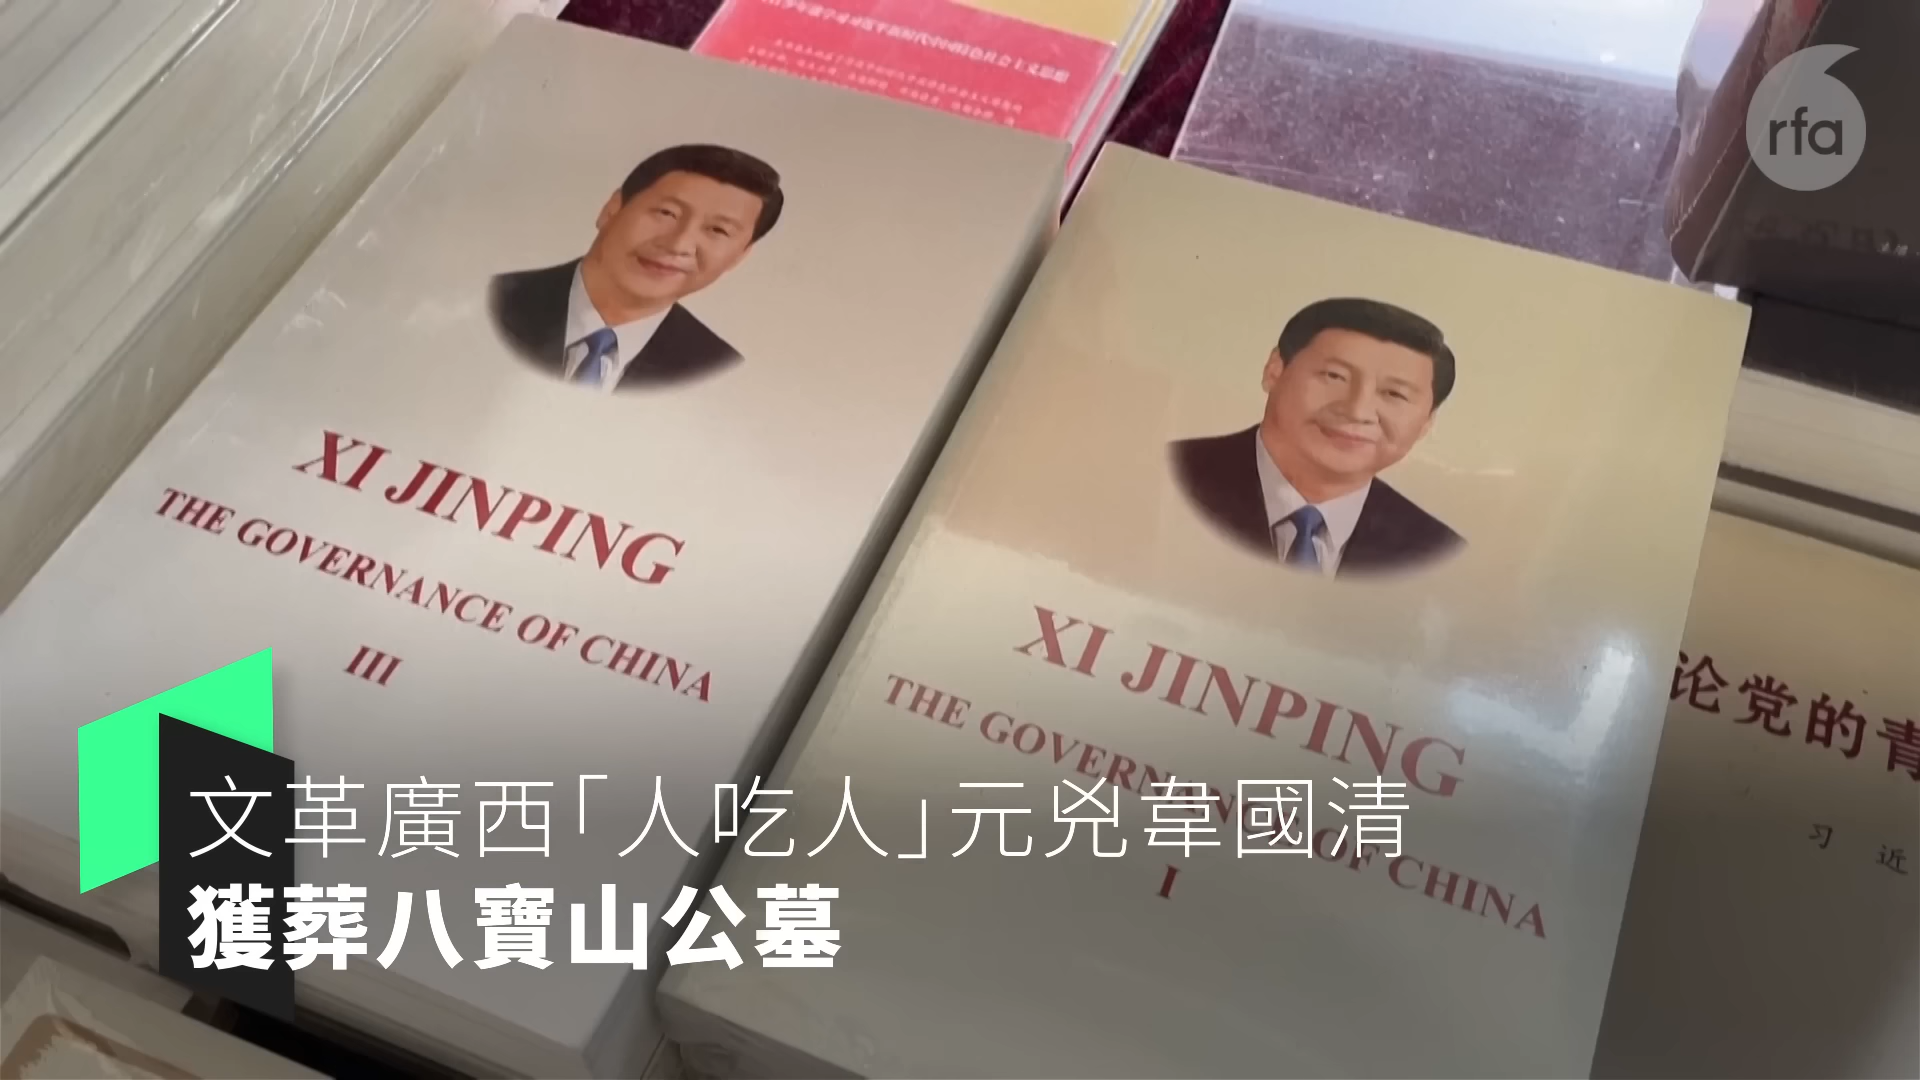 rfa
XI JINPING
THE GOVERNANCE OF CHINA
III
XI JINPING
THE GOVERNANCE OF CHINA
I
论党的青
习 近
文革廣西「人吃人」元兇韋國清
獲葬八寶山公墓